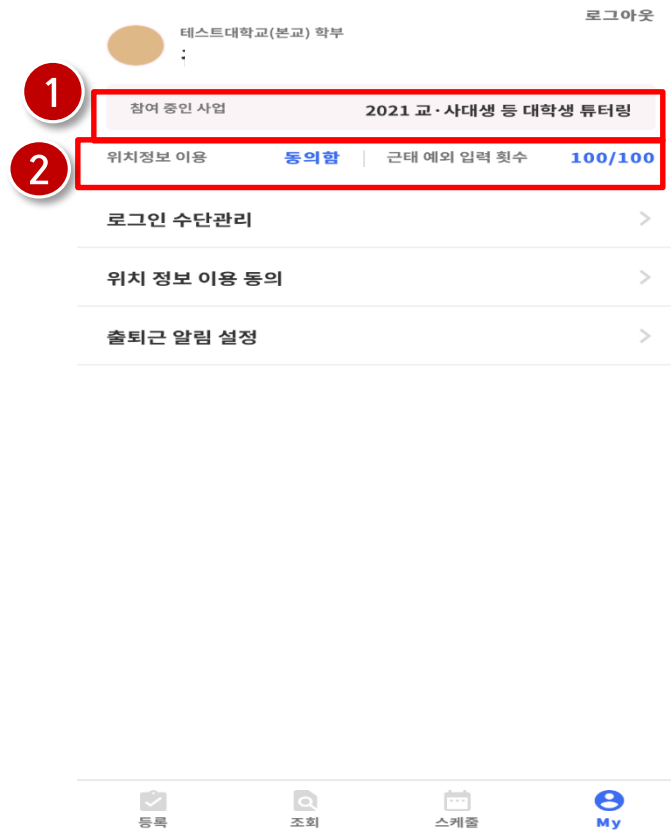 로그아웃
테스트대학교(본교) 학부
1
참여 중인 사업 2021 교·사대생 등 대학생 튜터링
2
위치정보 이용 동의함 근태 예외 입력 횟수 100/100
로그인 수단관리
위치 정보 이용 동의
출퇴근 알림 설정
등록 조회 스케줄 My